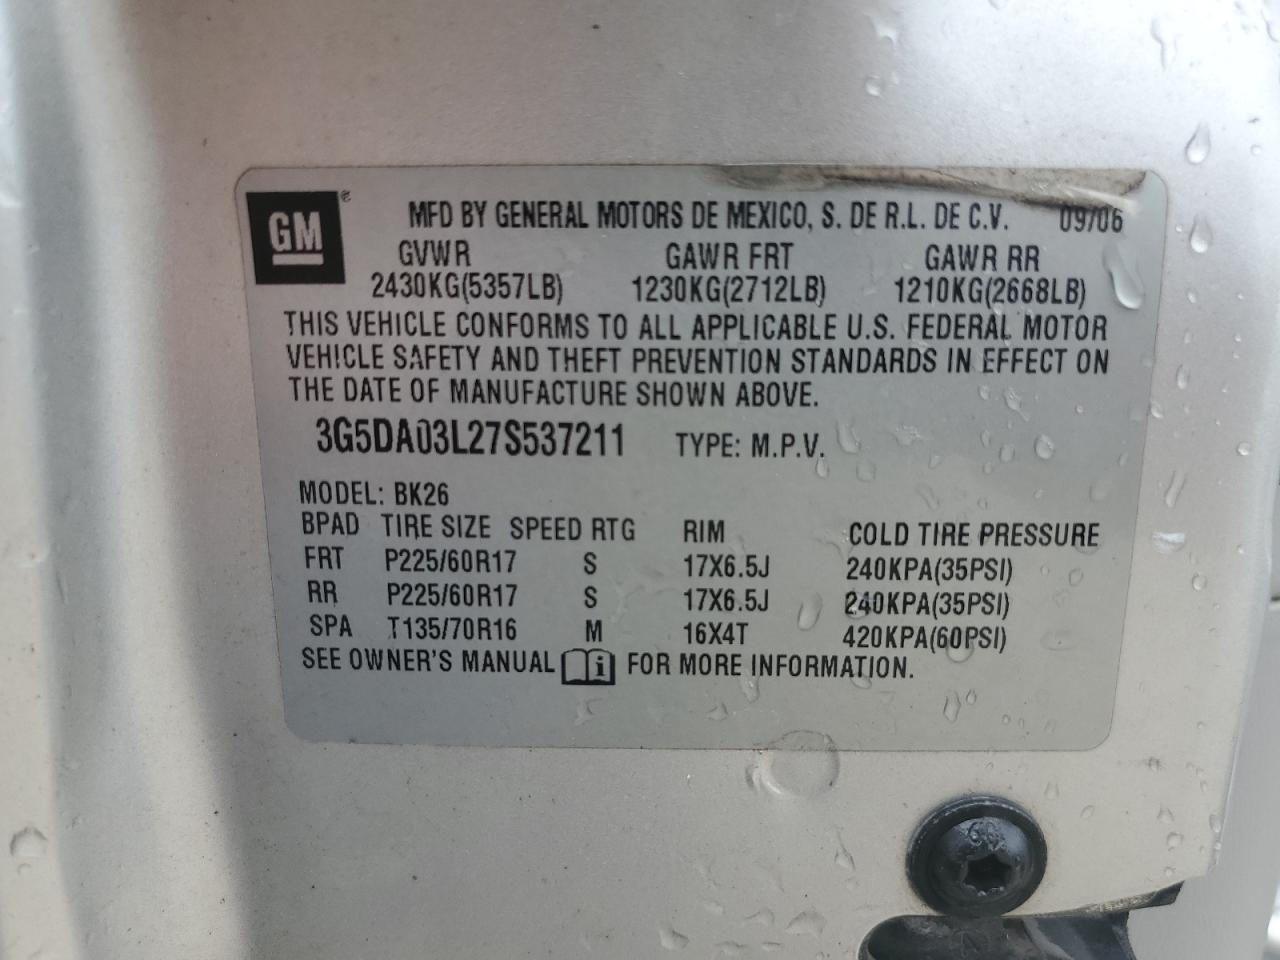 GM ®
MFD BY GENERAL MOTORS DE MEXICO, S. DE R.L. DE C.V. 09/06
GVWR GAWR FRT GAWR RR
2430KG(5357LB) 1230KG(2712LB) 1210KG(2668LB)
THIS VEHICLE CONFORMS TO ALL APPLICABLE U.S. FEDERAL MOTOR
VEHICLE SAFETY AND THEFT PREVENTION STANDARDS IN EFFECT ON
THE DATE OF MANUFACTURE SHOWN ABOVE.
3G5DA03L27S537211 TYPE: M.P.V.
MODEL: BK26
BPAD TIRE SIZE SPEED RTG RIM COLD TIRE PRESSURE
FRT P225/60R17 S 17X6.5J 240KPA(35PSI)
RR P225/60R17 S 17X6.5J 240KPA(35PSI)
SPA T135/70R16 M 16X4T 420KPA(60PSI)
SEE OWNER'S MANUAL i FOR MORE INFORMATION.